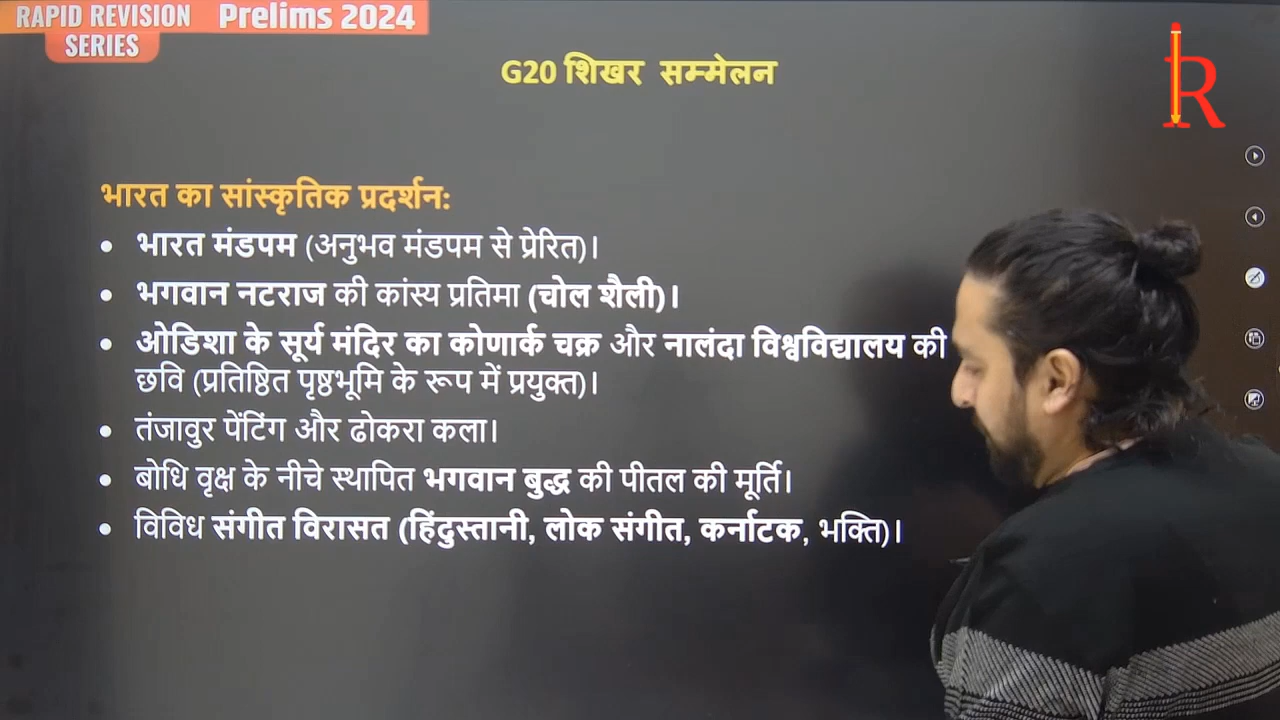 RAPID REVISION Prelims 2024
SERIES
R
G20 शिखर सम्मेलन
भारत का सांस्कृतिक प्रदर्शन:
• भारत मंडपम (अनुभव मंडपम से प्रेरित)।
• भगवान नटराज की कांस्य प्रतिमा (चोल शैली)।
• ओडिशा के सूर्य मंदिर का कोणार्क चक्र और नालंदा विश्वविद्यालय की
छवि (प्रतिष्ठित पृष्ठभूमि के रूप में प्रयुक्त)।
• तंजावुर पेंटिंग और ढोकरा कला।
• बोधि वृक्ष के नीचे स्थापित भगवान बुद्ध की पीतल की मूर्ति।
• विविध संगीत विरासत (हिंदुस्तानी, लोक संगीत, कर्नाटक, भक्ति)।